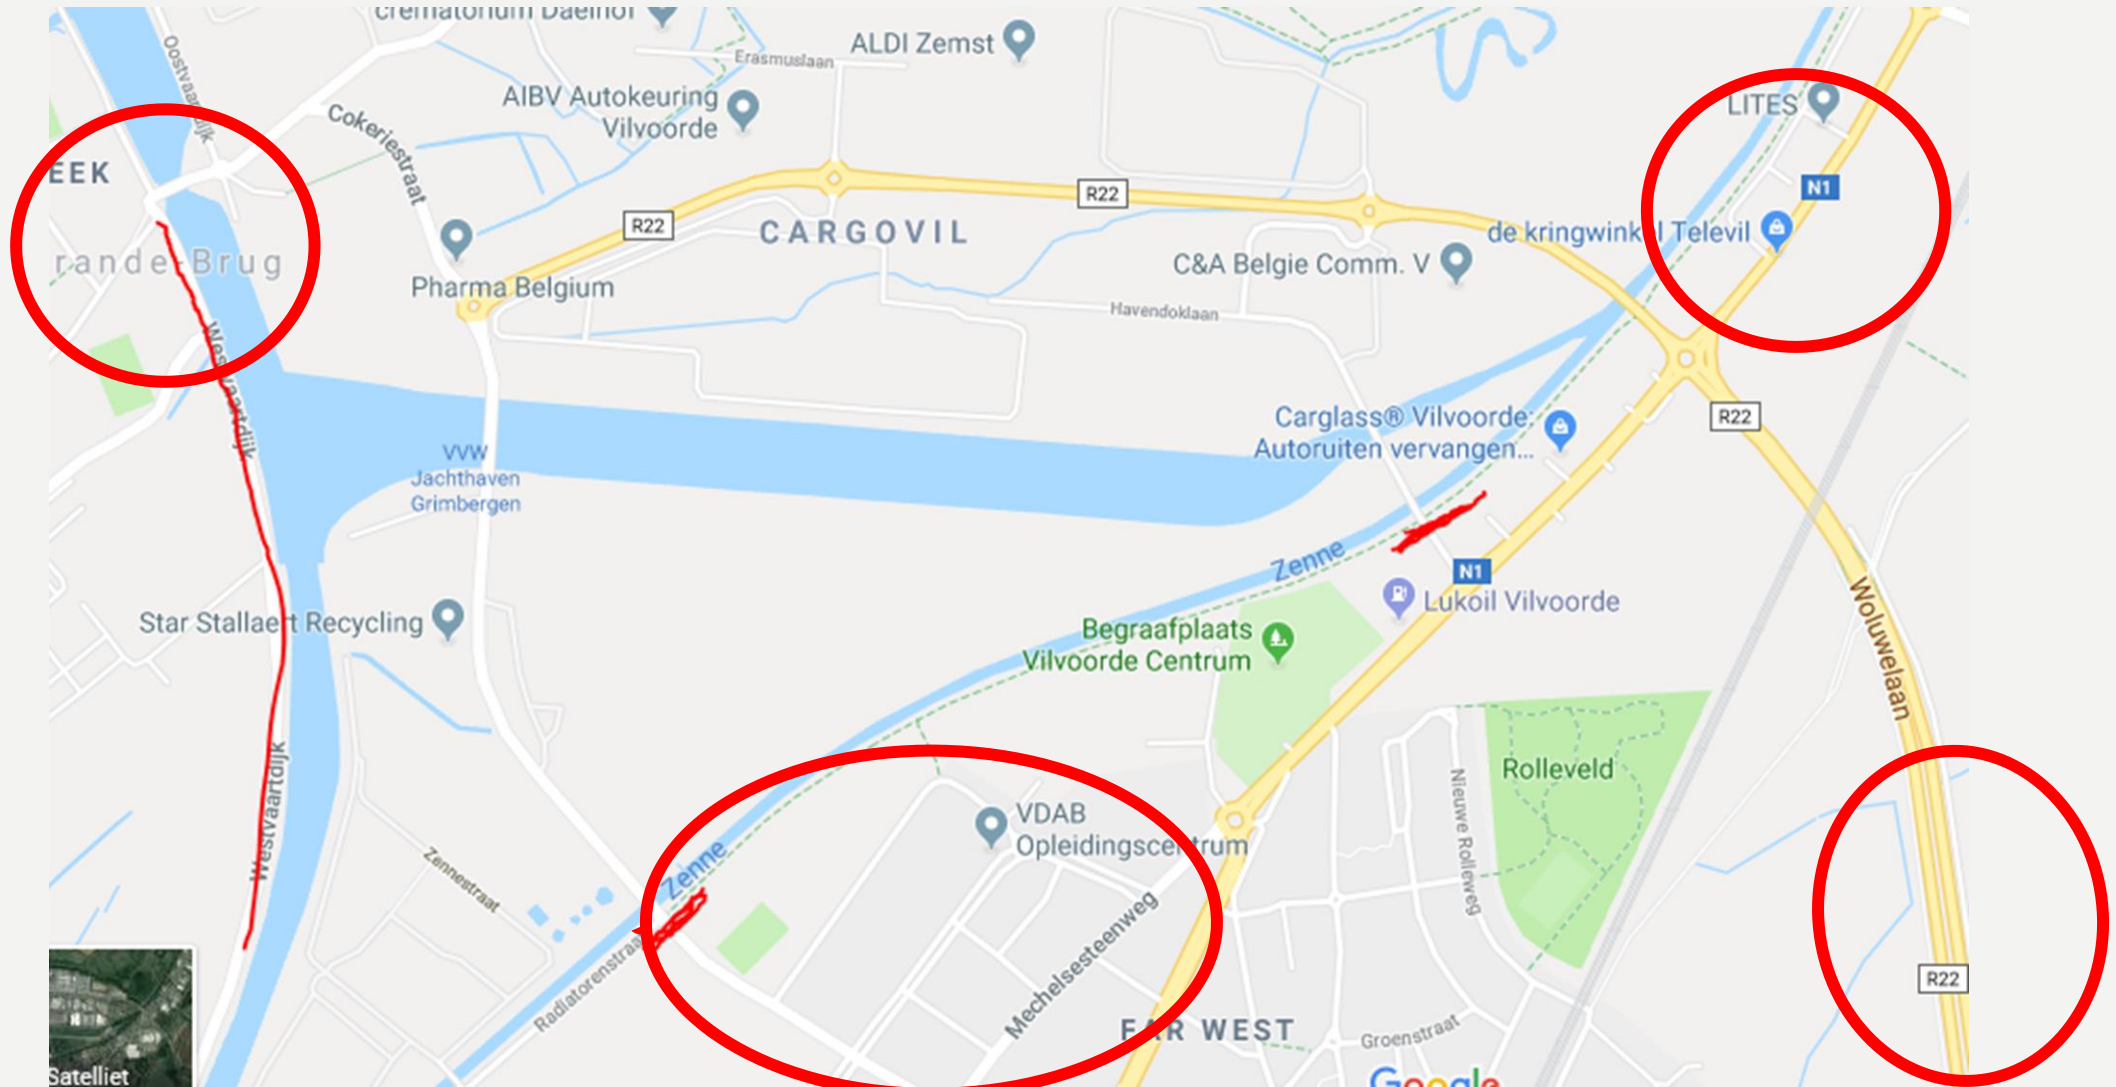 crematorium Daelhof
Oostvaartdijk
ALDI Zemst
Erasmuslaan
AIBV Autokeuring
Vilvoorde
LITES
Cokeriestraat
EEK
R22
N1
R22
CARGOVIL
de kringwinkel Televil
rande Brug
C&A Belgie Comm. V
Pharma Belgium
Havendoklaan
Westvaartdijk
R22
Carglass® Vilvoorde:
Autoruiten vervangen...
VVW
Jachthaven
Grimbergen
Zenne
N1
Lukoil Vilvoorde
Star Stallaert Recycling
Begraafplaats
Vilvoorde Centrum
Woluwelaan
Rolleveld
Nieuwe Rolleweg
Westvaartdijk
VDAB
Opleidingscentrum
Zenne
Zennestraat
Mechelsesteenweg
Radiatorenstraat
R22
FAR WEST
Groenstraat
Satelliet
Google